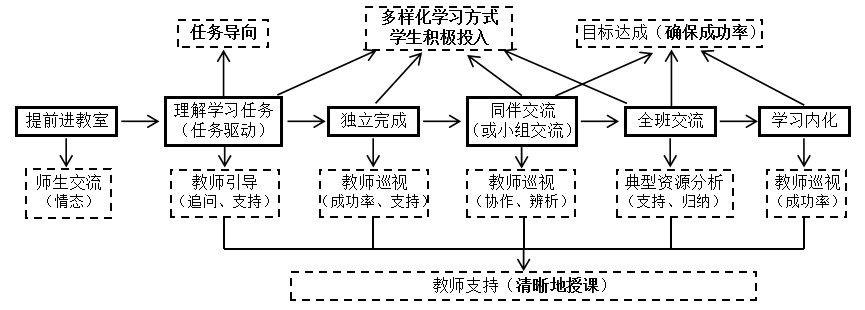 任务导向
多样化学习方式
学生积极投入
目标达成（确保成功率）
提前进教室
理解学习任务
（任务驱动）
独立完成
同伴交流
（或小组交流）
全班交流
学习内化
师生交流
（情态）
教师引导
（追问、支持）
教师巡视
（成功率、支持）
教师巡视
（协作、辨析）
典型资源分析
（支持、归纳）
教师巡视
（成功率）
教师支持（清晰地授课）